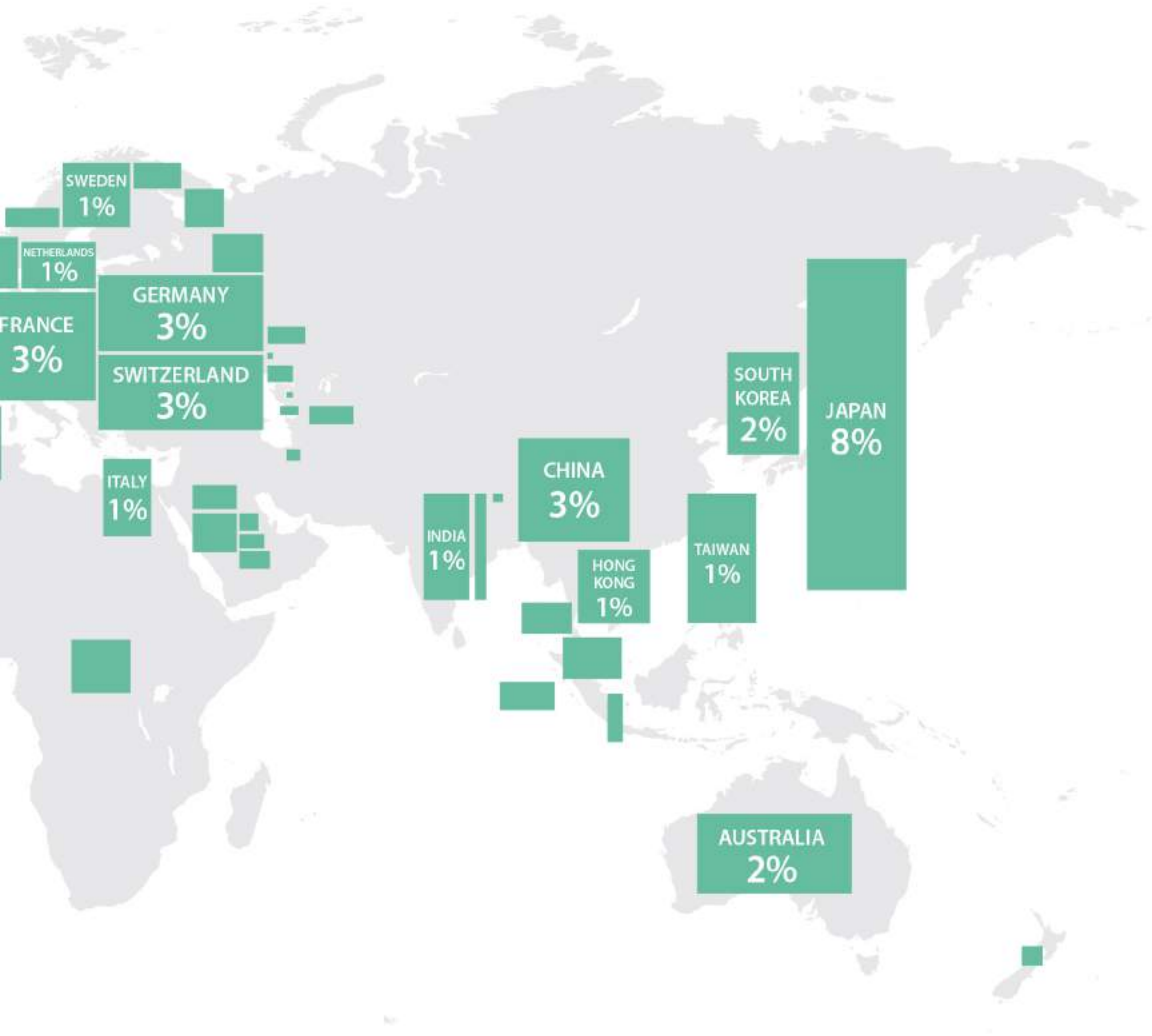 SWEDEN
1%
NETHERLANDS
1%
GERMANY
3%
FRANCE
3%
SWITZERLAND
3%
SOUTH
KOREA
2%
JAPAN
8%
ITALY
1%
CHINA
3%
INDIA
1%
TAIWAN
1%
HONG
KONG
1%
AUSTRALIA
2%